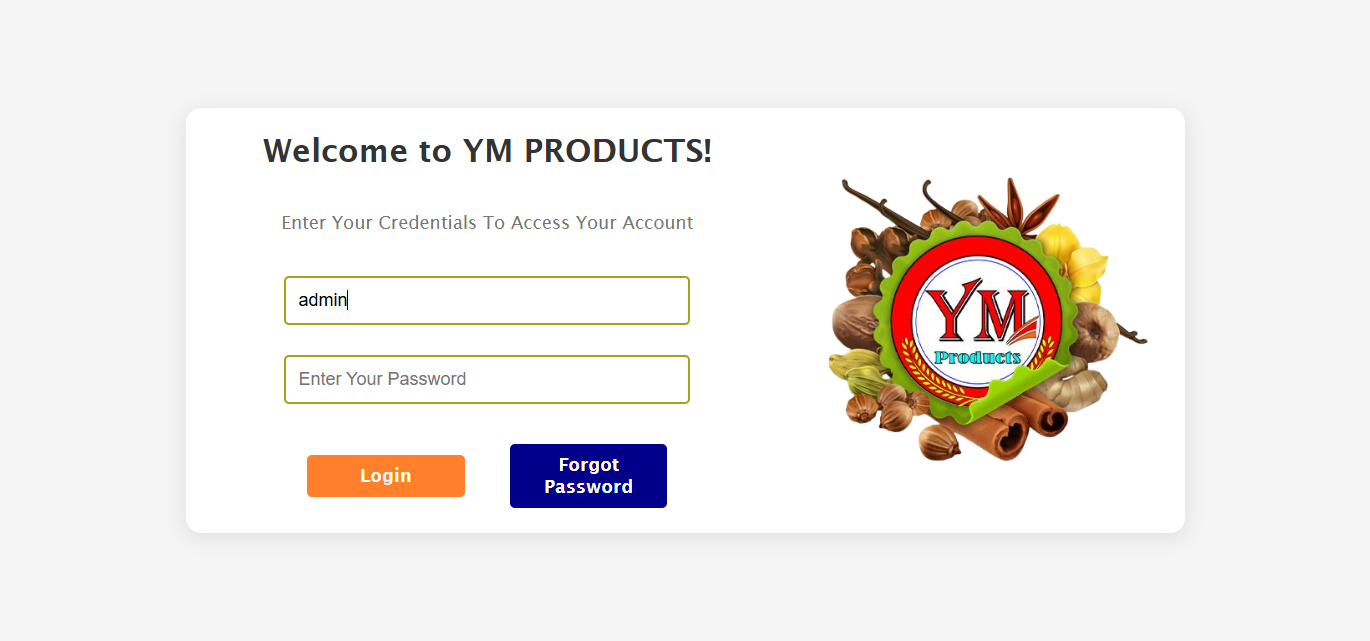 Welcome to YM PRODUCTS!
Enter Your Credentials To Access Your Account
admin
Enter Your Password
Login
Forgot
Password
YM
Products